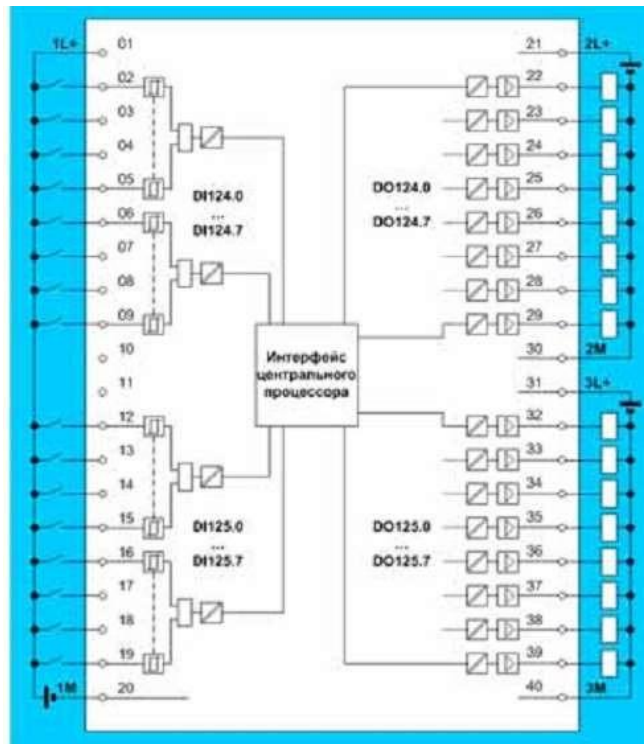 1L+ 01 21 2L+
02 22
03 23
04 24
05 DI124.0 DO124.0 25
... ...
06 DI124.7 DO124.7 26
07 27
08 28
09 29
10 30 2M
Интерфейс
центрального
процессора
11 31 3L+
12 32
13 33
14 34
15 DI125.0 DO125.0 35
... ...
16 DI125.7 DO125.7 36
17 37
18 38
19 39
1M 20 40 3M